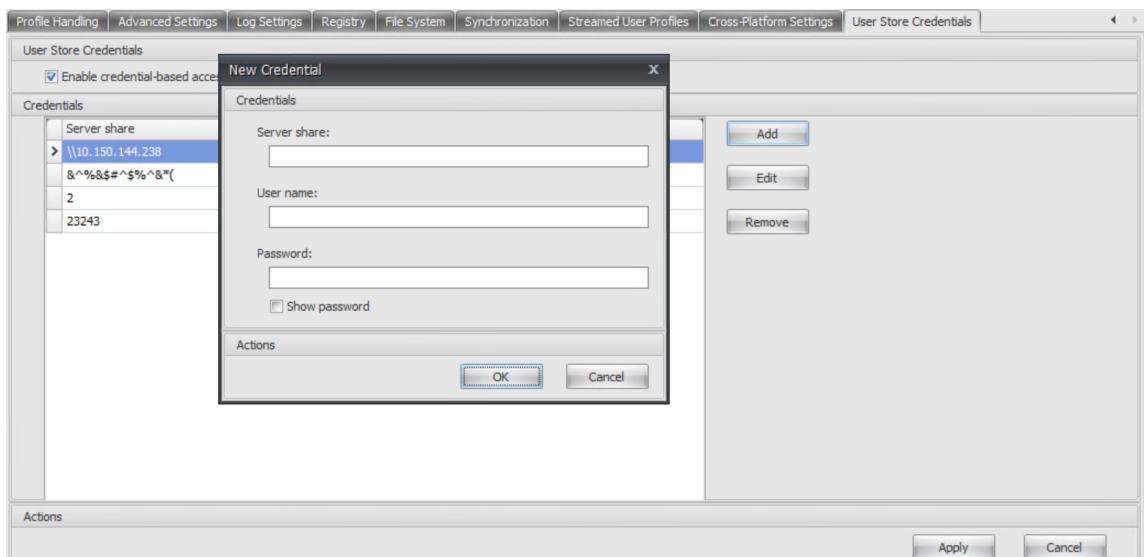 Profile Handling Advanced Settings Log Settings Registry File System Synchronization Streamed User Profiles Cross-Platform Settings User Store Credentials
User Store Credentials
Enable credential-based
Credentials
Server share
\\10.150.144.238
&^%&$#^$%^&*(
2
23243
New Credential
Credentials
Server share:
User name:
Password:
Show password
Actions
OK Cancel
Add
Edit
Remove
Actions
Apply Cancel